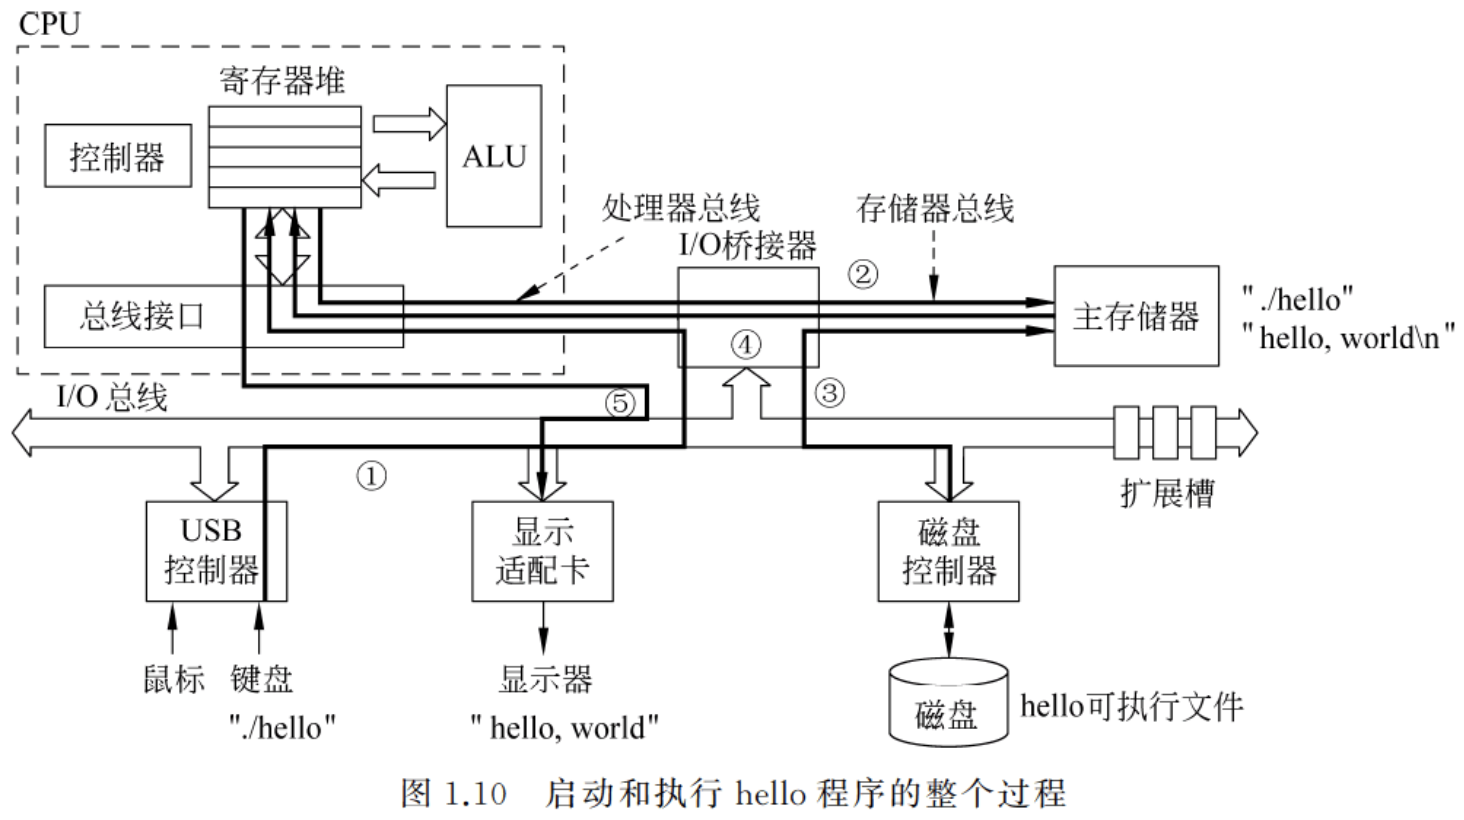 CPU
寄存器堆
控制器
ALU
处理器总线
存储器总线
I/O桥接器
②
总线接口
主存储器
"./hello"
"hello, world\n"
④
I/O 总线
⑤
③
①
扩展槽
USB
控制器
显示
适配卡
磁盘
控制器
鼠标
键盘
显示器
"./hello"
"hello, world"
磁盘
hello可执行文件
图 1.10 启动和执行 hello 程序的整个过程